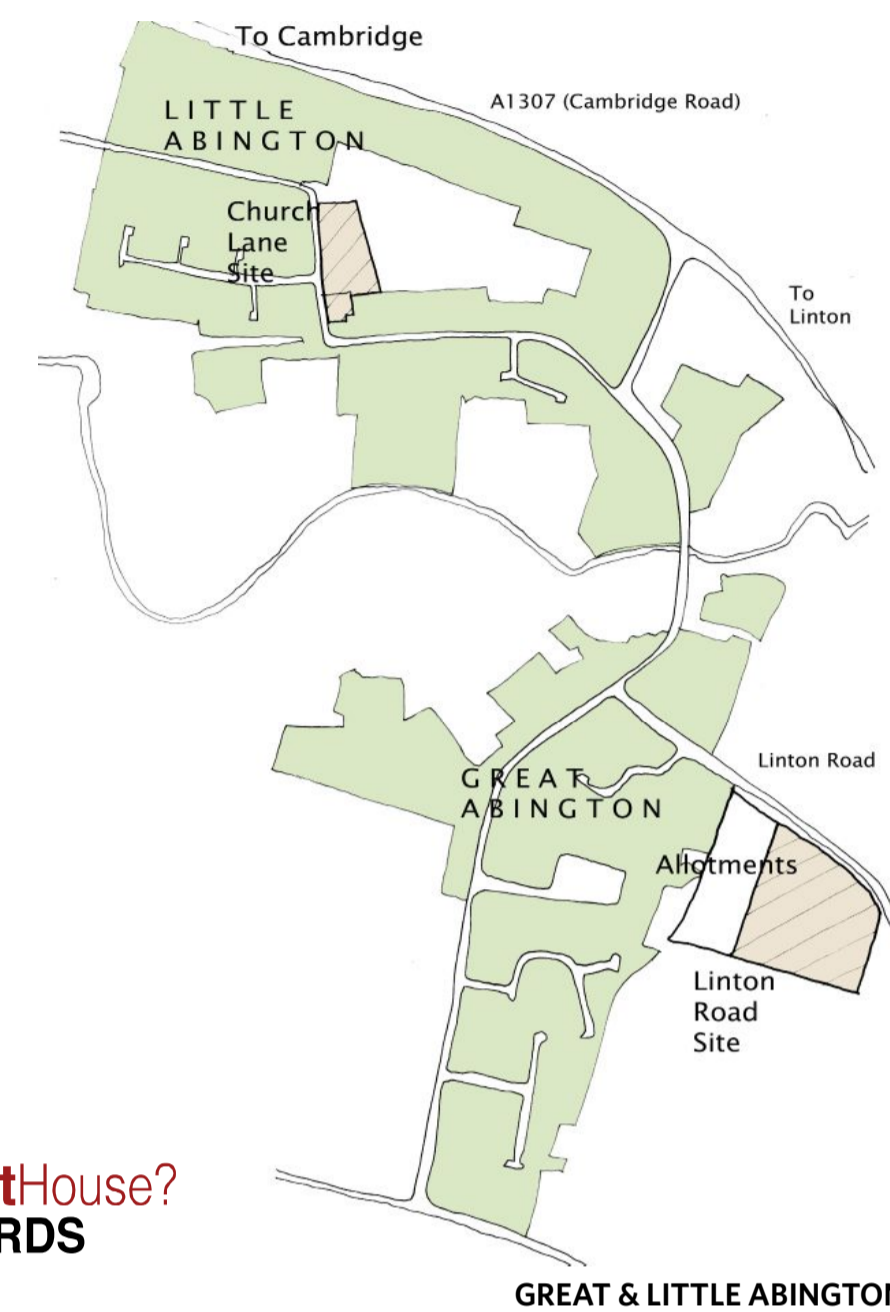 To Cambridge
A1307 (Cambridge Road)
LITTLE
ABINGTON
Church
Lane
Site
To
Linton
Linton Road
GREAT
ABINGTON
Allotments
Linton
Road
Site
tHouse?
RDS
GREAT & LITTLE ABINGTON